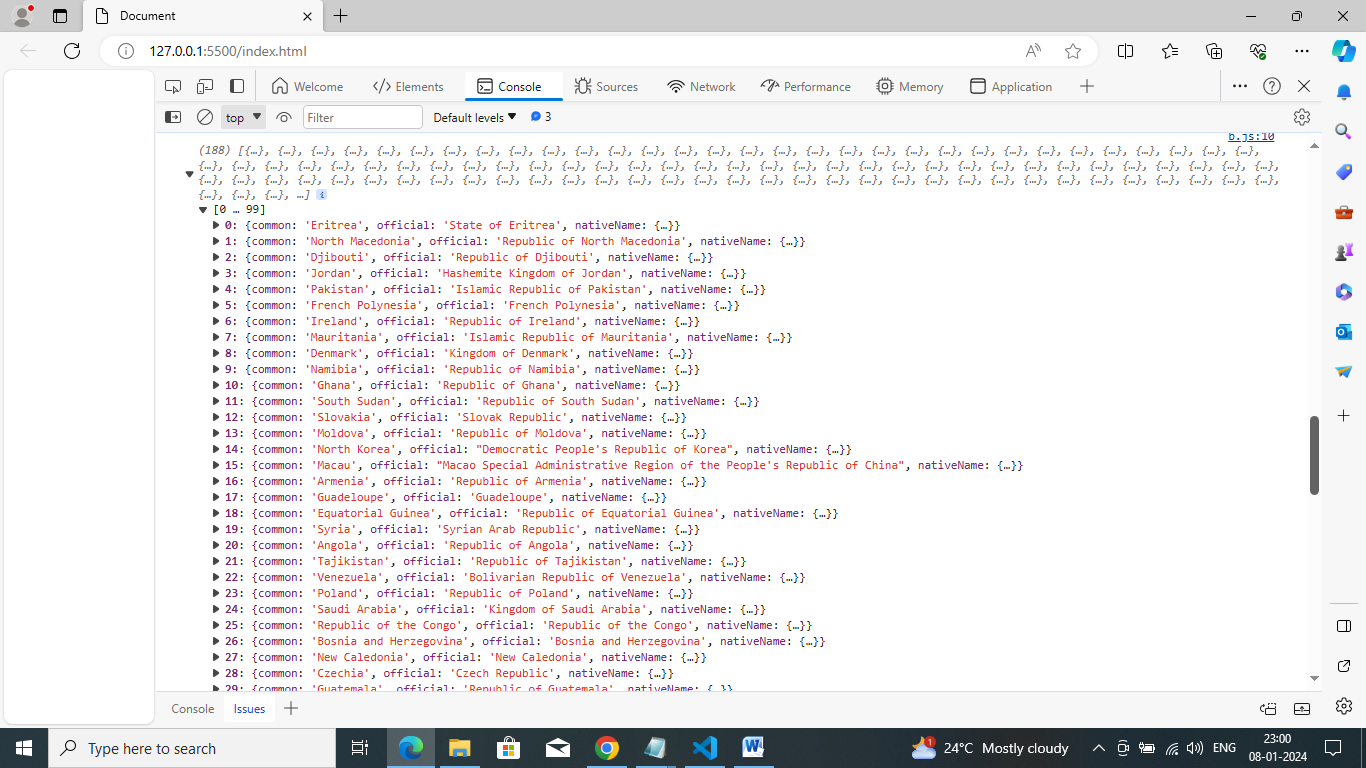 Document
127.0.0.1:5500/index.html
Welcome Elements Console Sources Network Performance Memory Application
top Filter Default levels 3
b.js:10
(188) [{…}, {…}, {…}, {…}, {…}, {…}, {…}, {…}, {…}, {…}, {…}, {…}, {…}, {…}, {…}, {…}, {…}, {…}, {…}, {…}, {…}, {…}, {…}, {…}, {…}, {…}, {…}, {…}, {…}, {…}, {…},
{…}, {…}, {…}, {…}, {…}, {…}, {…}, {…}, {…}, {…}, {…}, {…}, {…}, {…}, {…}, {…}, {…}, {…}, {…}, {…}, {…}, {…}, {…}, {…}, {…}, {…}, {…}, {…}, {…}, {…}, {…}, {…}, {…},
{…}, {…}, {…}, {…}, {…}, {…}, {…}, {…}, {…}, {…}, {…}, {…}, {…}, {…}, {…}, {…}, {…}, {…}, {…}, {…}, {…}, {…}, {…}, {…}, {…}, {…}, {…}, {…}, {…}, {…}, {…}, {…}, {…},
{…}, {…}, {…}, …] i
[0 … 99]
0: {common: 'Eritrea', official: 'State of Eritrea', nativeName: {…}}
1: {common: 'North Macedonia', official: 'Republic of North Macedonia', nativeName: {…}}
2: {common: 'Djibouti', official: 'Republic of Djibouti', nativeName: {…}}
3: {common: 'Jordan', official: 'Hashemite Kingdom of Jordan', nativeName: {…}}
4: {common: 'Pakistan', official: 'Islamic Republic of Pakistan', nativeName: {…}}
5: {common: 'French Polynesia', official: 'French Polynesia', nativeName: {…}}
6: {common: 'Ireland', official: 'Republic of Ireland', nativeName: {…}}
7: {common: 'Mauritania', official: 'Islamic Republic of Mauritania', nativeName: {…}}
8: {common: 'Denmark', official: 'Kingdom of Denmark', nativeName: {…}}
9: {common: 'Namibia', official: 'Republic of Namibia', nativeName: {…}}
10: {common: 'Ghana', official: 'Republic of Ghana', nativeName: {…}}
11: {common: 'South Sudan', official: 'Republic of South Sudan', nativeName: {…}}
12: {common: 'Slovakia', official: 'Slovak Republic', nativeName: {…}}
13: {common: 'Moldova', official: 'Republic of Moldova', nativeName: {…}}
14: {common: 'North Korea', official: "Democratic People's Republic of Korea", nativeName: {…}}
15: {common: 'Macau', official: "Macao Special Administrative Region of the People's Republic of China", nativeName: {…}}
16: {common: 'Armenia', official: 'Republic of Armenia', nativeName: {…}}
17: {common: 'Guadeloupe', official: 'Guadeloupe', nativeName: {…}}
18: {common: 'Equatorial Guinea', official: 'Republic of Equatorial Guinea', nativeName: {…}}
19: {common: 'Syria', official: 'Syrian Arab Republic', nativeName: {…}}
20: {common: 'Angola', official: 'Republic of Angola', nativeName: {…}}
21: {common: 'Tajikistan', official: 'Republic of Tajikistan', nativeName: {…}}
22: {common: 'Venezuela', official: 'Bolivarian Republic of Venezuela', nativeName: {…}}
23: {common: 'Poland', official: 'Republic of Poland', nativeName: {…}}
24: {common: 'Saudi Arabia', official: 'Kingdom of Saudi Arabia', nativeName: {…}}
25: {common: 'Republic of the Congo', official: 'Republic of the Congo', nativeName: {…}}
26: {common: 'Bosnia and Herzegovina', official: 'Bosnia and Herzegovina', nativeName: {…}}
27: {common: 'New Caledonia', official: 'New Caledonia', nativeName: {…}}
28: {common: 'Czechia', official: 'Czech Republic', nativeName: {…}}
29: {common: 'Guatemala', official: 'Republic of Guatemala', nativeName: {…}}
Console Issues
Type here to search
24°C Mostly cloudy
ENG
23:00
08-01-2024